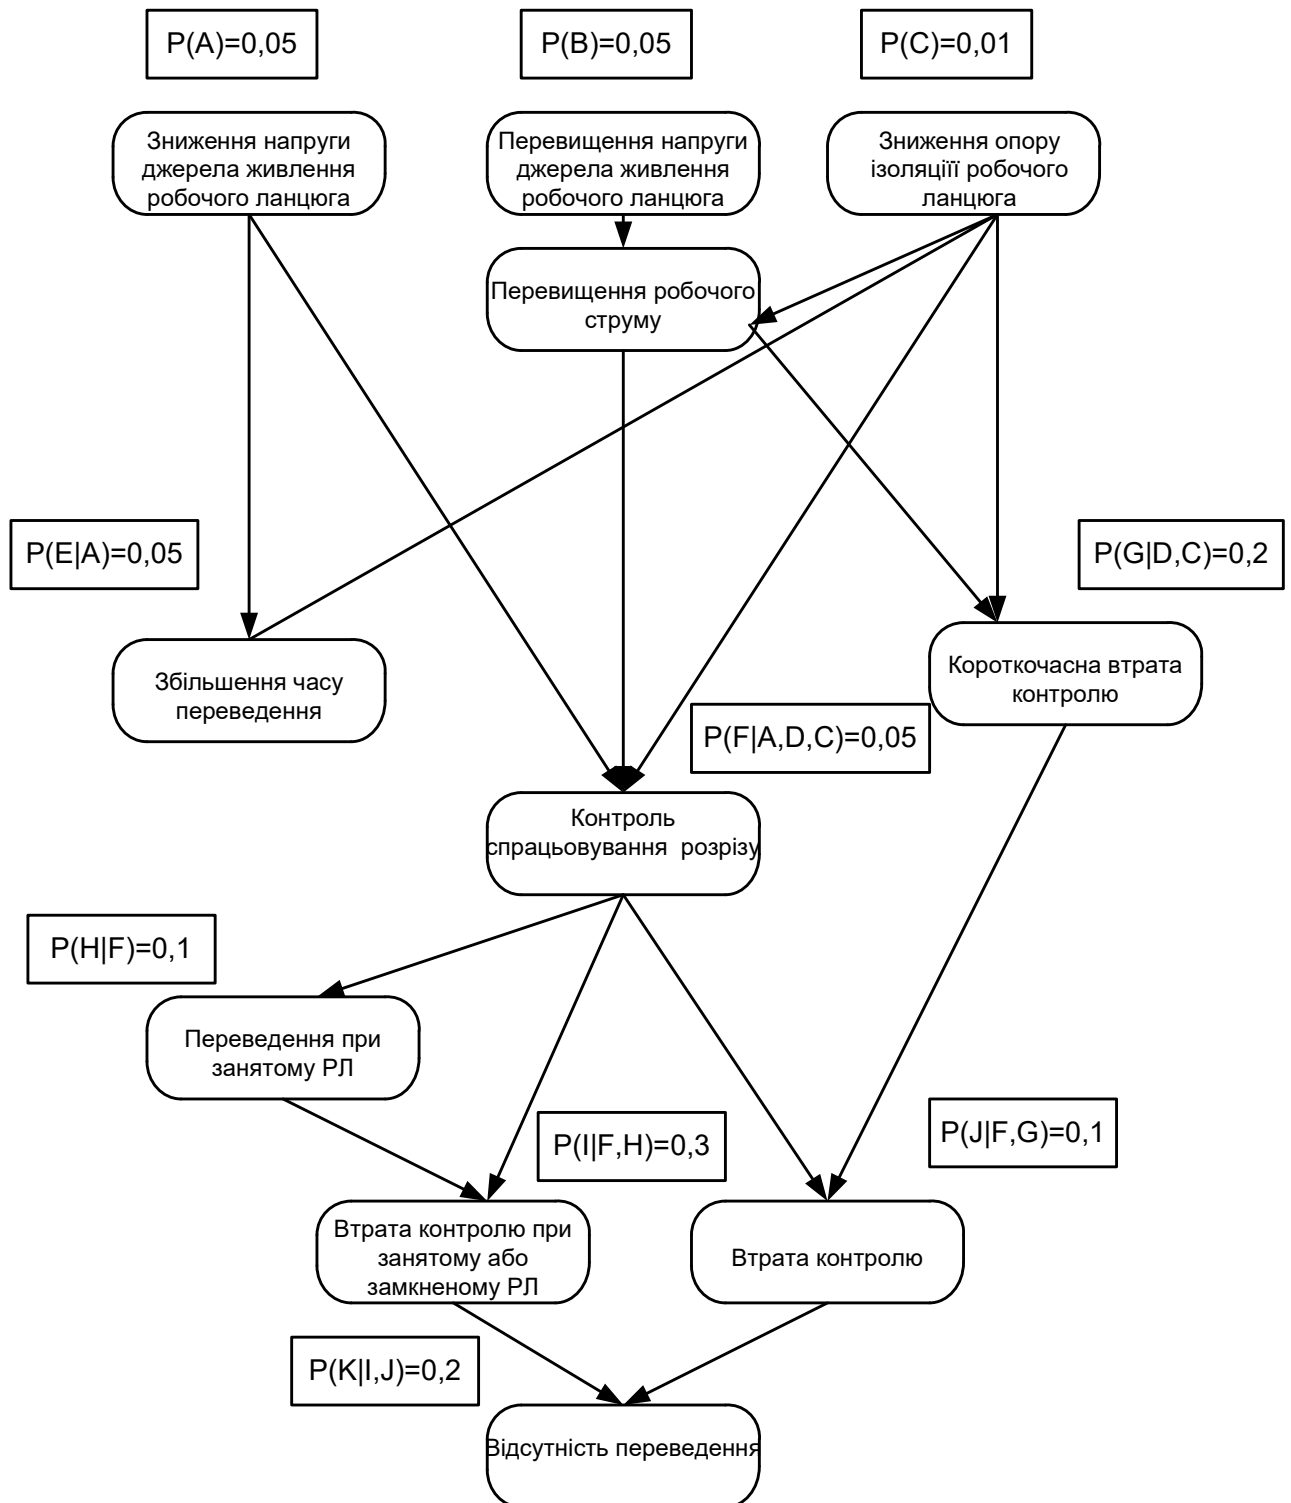 P(A)=0,05
P(B)=0,05
P(C)=0,01
Зниження напруги
джерела живлення
робочого ланцюга
Перевищення напруги
джерела живлення
робочого ланцюга
Зниження опору
ізоляціїї робочого
ланцюга
Перевищення робочого
струму
P(E|A)=0,05
P(G|D,C)=0,2
Збільшення часу
переведення
Короткочасна втрата
контролю
P(F|A,D,C)=0,05
Контроль
спрацьовування розрізу
P(H|F)=0,1
Переведення при
занятому РЛ
P(I|F,H)=0,3
P(J|F,G)=0,1
Втрата контролю при
занятому або
замкненому РЛ
Втрата контролю
P(K|I,J)=0,2
Відсутність переведення